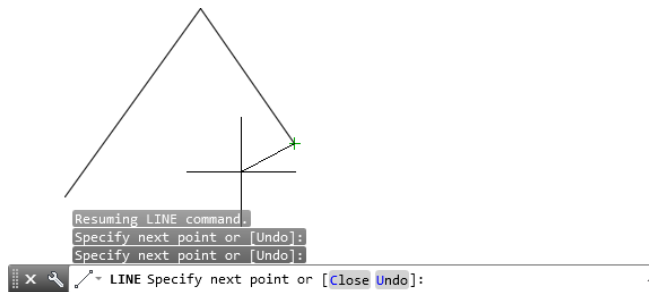 Resuming LINE command.
Specify next point or [Undo]:
Specify next point or [Undo]:
LINE Specify next point or [Close Undo]: